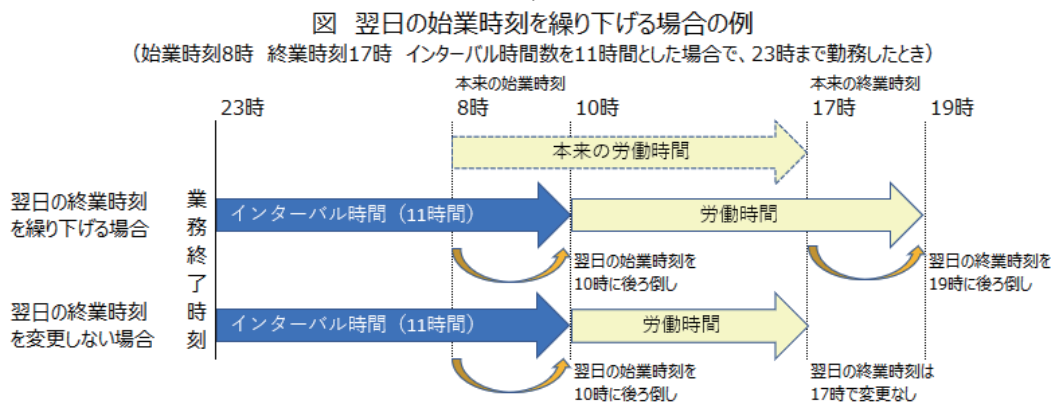 図 翌日の始業時刻を繰り下げる場合の例
（始業時刻8時 終業時刻17時 インターバル時間数を11時間とした場合で、23時まで勤務したとき）
本来の始業時刻
本来の終業時刻
23時
8時
10時
17時
19時
本来の労働時間
翌日の終業時刻
を繰り下げる場合
業務終了時刻
インターバル時間（11時間）
労働時間
翌日の始業時刻を
10時に後ろ倒し
翌日の終業時刻を
19時に後ろ倒し
翌日の終業時刻
を変更しない場合
インターバル時間（11時間）
労働時間
翌日の始業時刻を
10時に後ろ倒し
翌日の終業時刻は
17時で変更なし